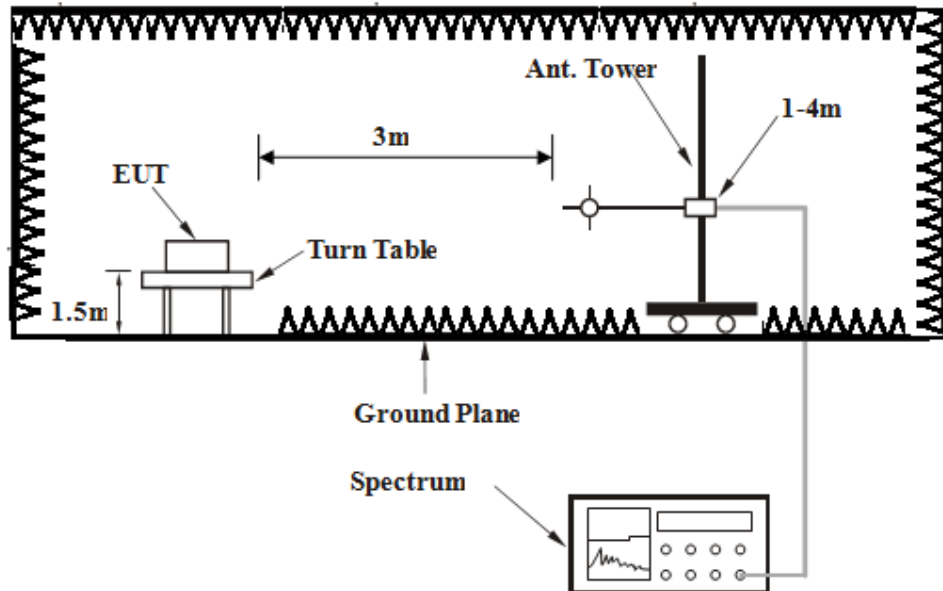 Ant. Tower
1-4m
3m
EUT
Turn Table
1.5m
Ground Plane
Spectrum